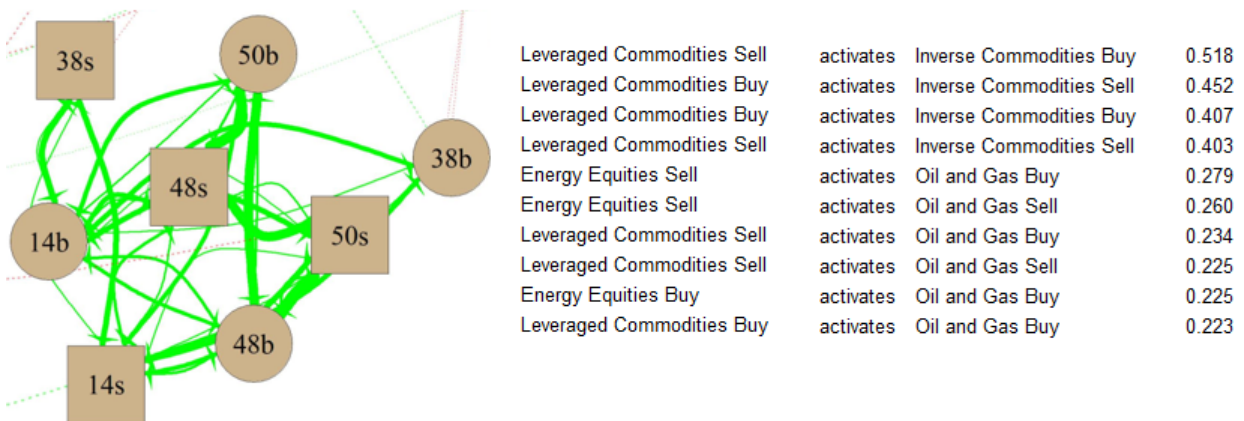 38s
50b
38b
48s
50s
14b
48b
14s
Leveraged Commodities Sell activates Inverse Commodities Buy 0.518
Leveraged Commodities Buy activates Inverse Commodities Sell 0.452
Leveraged Commodities Buy activates Inverse Commodities Buy 0.407
Leveraged Commodities Sell activates Inverse Commodities Sell 0.403
Energy Equities Sell activates Oil and Gas Buy 0.279
Energy Equities Sell activates Oil and Gas Sell 0.260
Leveraged Commodities Sell activates Oil and Gas Buy 0.234
Leveraged Commodities Sell activates Oil and Gas Sell 0.225
Energy Equities Buy activates Oil and Gas Buy 0.225
Leveraged Commodities Buy activates Oil and Gas Buy 0.223